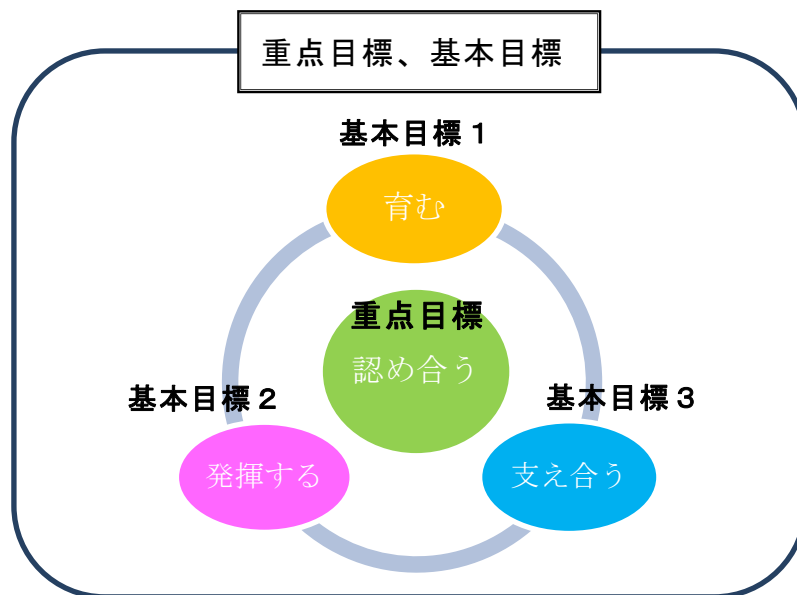 重点目標、基本目標
基本目標１
育む
重点目標
認め合う
基本目標２
発揮する
基本目標３
支え合う